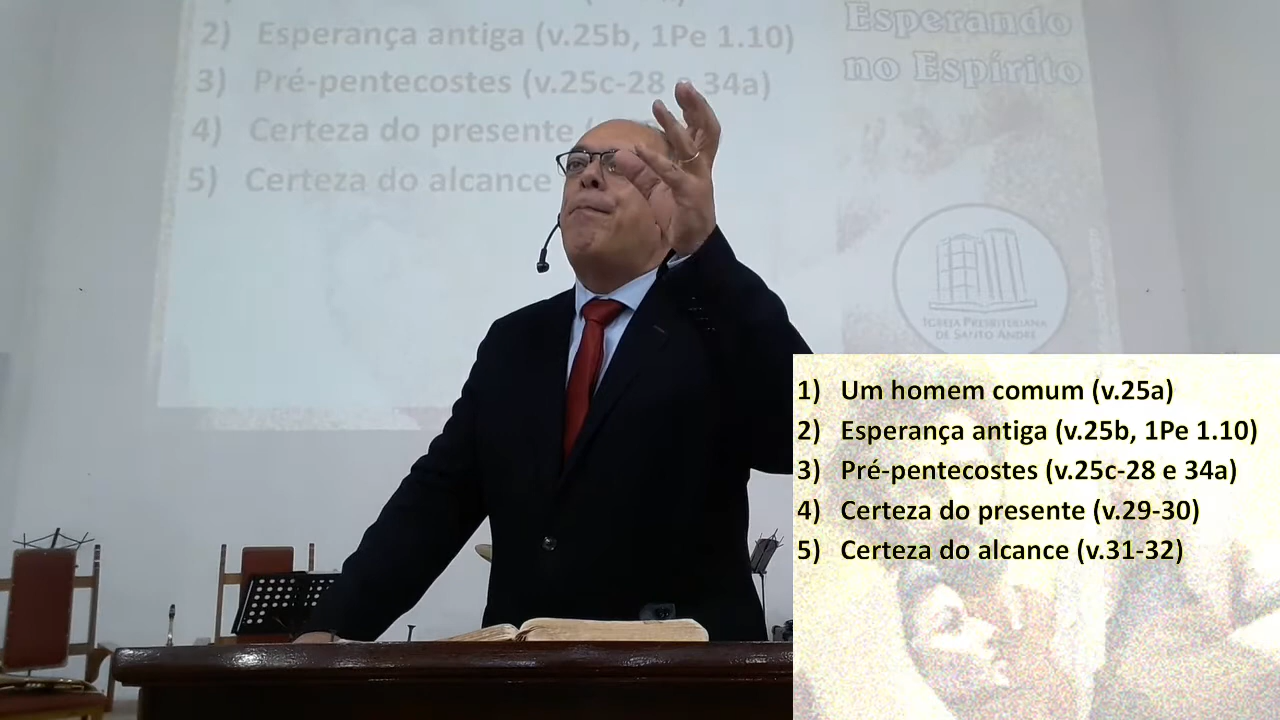 2) Esperança antiga (v.25b, 1Pe 1.10)
3) Pré-pentecostes (v.25c-28 e 34a)
4) Certeza do presente
5) Certeza do alcance
Esperando
no Espírito
IGREJA PRESBITERIANA
DE SANTO ANDRÉ
1) Um homem comum (v.25a)
2) Esperança antiga (v.25b, 1Pe 1.10)
3) Pré-pentecostes (v.25c-28 e 34a)
4) Certeza do presente (v.29-30)
5) Certeza do alcance (v.31-32)